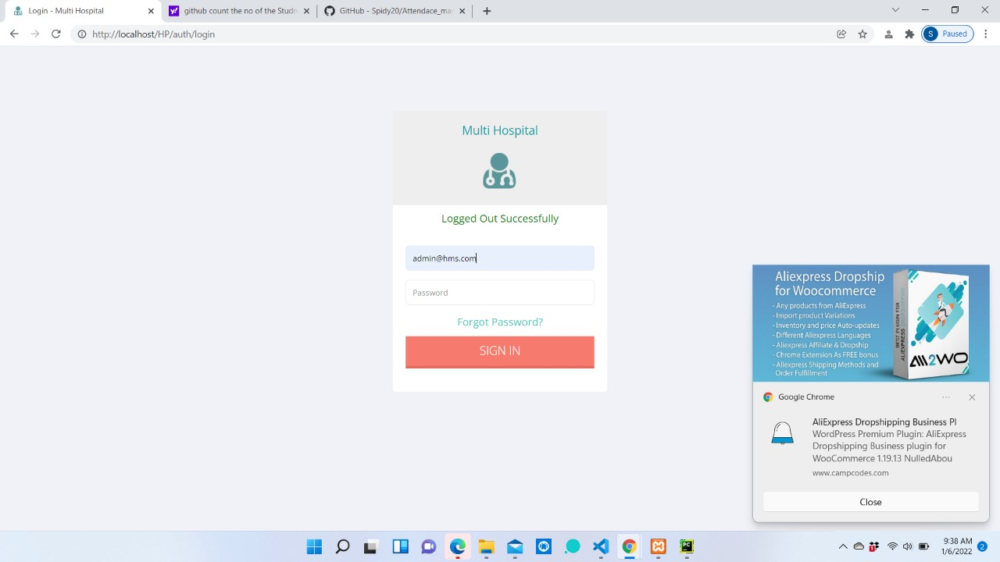 Login - Multi Hospital
github count the no of the Stud
GitHub - Spidy20/Attedace_ma
http://localhost/HP/auth/login
S
Paused
Multi Hospital
Logged Out Successfully
admin@hms.com
Password
Forgot Password?
SIGN IN
Aliexpress Dropship
for Woocommerce
- Any products from AliExpress
- Import product Variations
- Inventory and price Auto-updates
- Different Aliexpress Languages
- Aliexpress Affiliate & Dropship
- Chrome Extension As FREE bonus
- Aliexpress Shipping Methods and
Order Fulfillment
BEST PLUGIN FOR
ALIEXPRESS DROPSHIPPING
Ali2WO
Google Chrome
AliExpress Dropshipping Business Pl
WordPress Premium Plugin: AliExpress
Dropshipping Business plugin for
WooCommerce 1.19.13 NulledAbou
www.campcodes.com
Close
PC
9:38 AM
1/6/2022
2